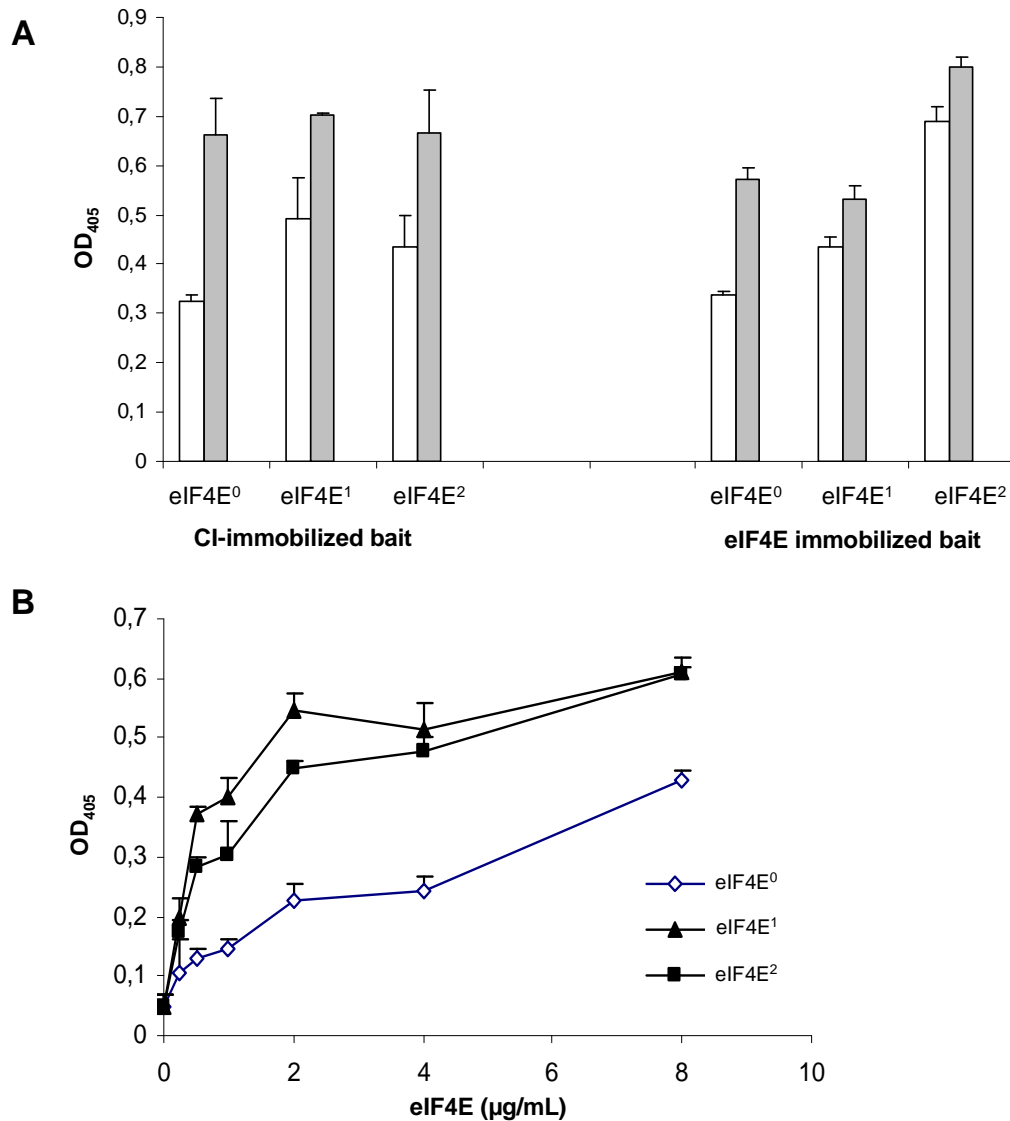 A
0,9
0,8
0,7
0,6
0,5
0,4
0,3
0,2
0,1
0
OD₄₀₅
eIF4E⁰ eIF4E¹ eIF4E² eIF4E⁰ eIF4E¹ eIF4E²
CI-immobilized bait eIF4E immobilized bait
B
0,7
0,6
0,5
0,4
0,3
0,2
0,1
0
OD₄₀₅
eIF4E⁰
eIF4E¹
eIF4E²
0 2 4 6 8 10
eIF4E (µg/mL)